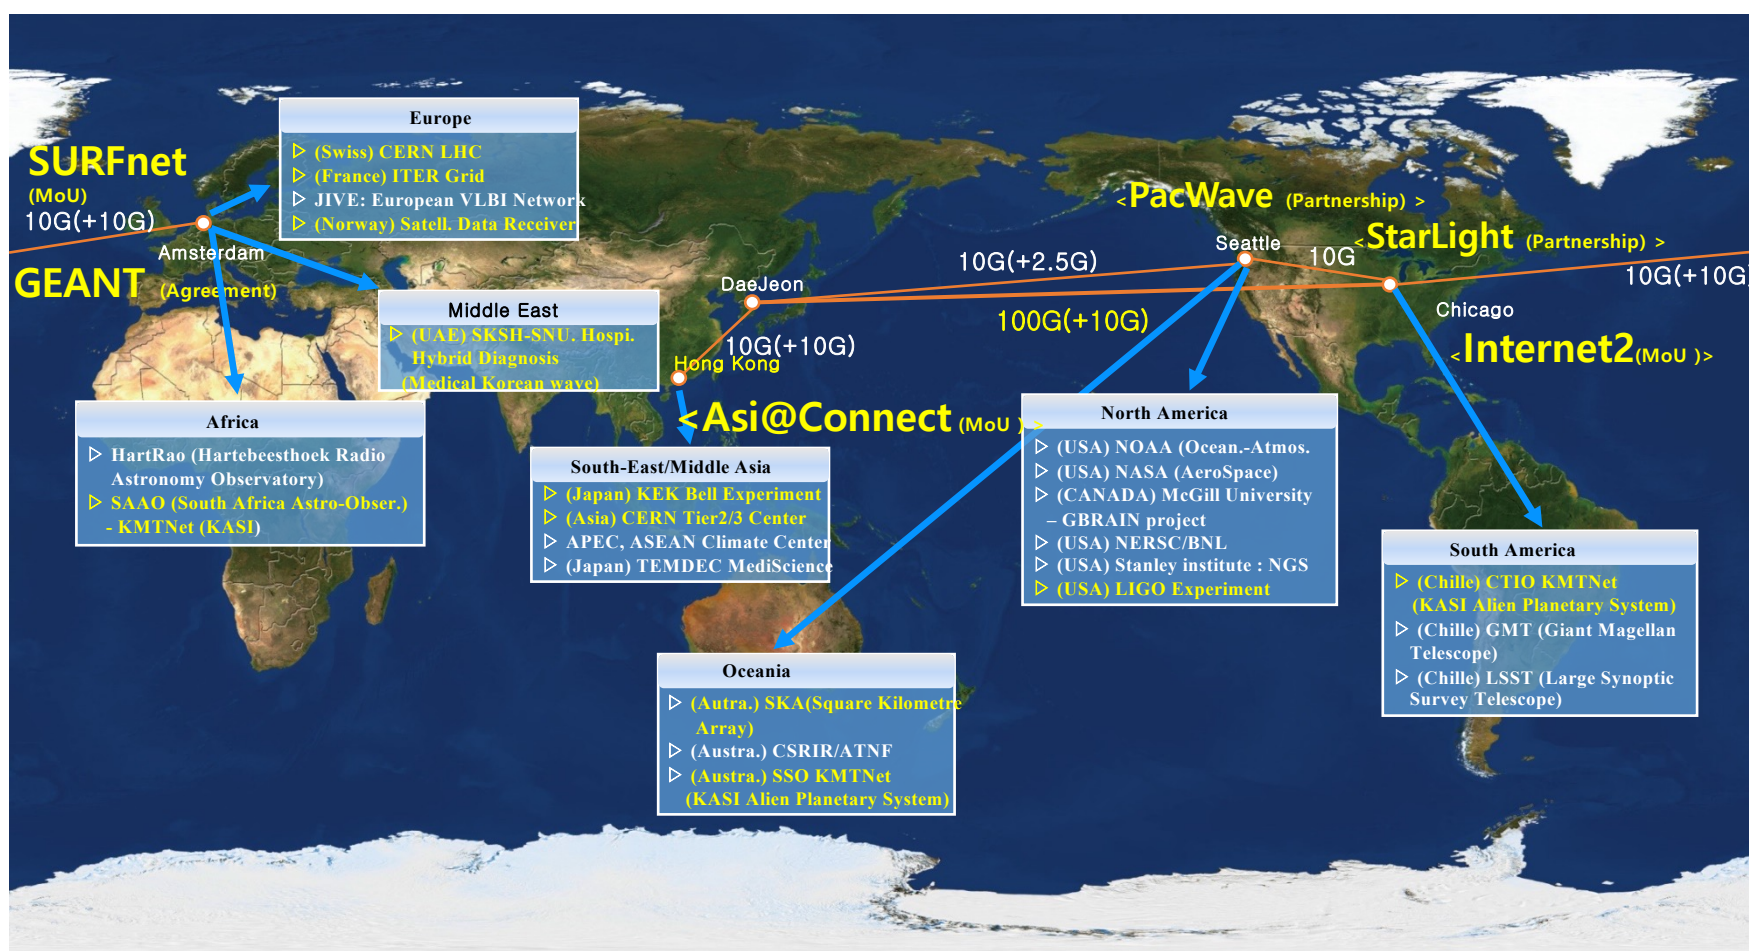 Europe
(Swiss) CERN LHC
(France) ITER Grid
JIVE: European VLBI Network
(Norway) Satell. Data Receiver
SURFnet
(MoU)
10G(+10G)
Amsterdam
GEANT (Agreement)
Middle East
(UAE) SKSH-SNU. Hospi.
Hybrid Diagnosis
(Medical Korean wave)
Africa
HartRao (Hartebeesthoek Radio
Astronomy Observatory)
SAAO (South Africa Astro-Obser.)
- KMTNet (KASI)
DaeJeon
10G(+10G)
Hong Kong
<Asi@Connect (MoU ) >
South-East/Middle Asia
(Japan) KEK Bell Experiment
(Asia) CERN Tier2/3 Center
APEC, ASEAN Climate Center
(Japan) TEMDEC MediScience
10G(+2.5G)
100G(+10G)
<PacWave (Partnership) >
Seattle
<StarLight (Partnership) >
10G
10G(+10G)
Chicago
<Internet2(MoU )>
North America
(USA) NOAA (Ocean.-Atmos.
(USA) NASA (AeroSpace)
(CANADA) McGill University
– GBRAIN project
(USA) NERSC/BNL
(USA) Stanley institute : NGS
(USA) LIGO Experiment
South America
(Chille) CTIO KMTNet
(KASI Alien Planetary System)
(Chille) GMT (Giant Magellan
Telescope)
(Chille) LSST (Large Synoptic
Survey Telescope)
Oceania
(Autra.) SKA(Square Kilometre
Array)
(Austra.) CSRIR/ATNF
(Austra.) SSO KMTNet
(KASI Alien Planetary System)